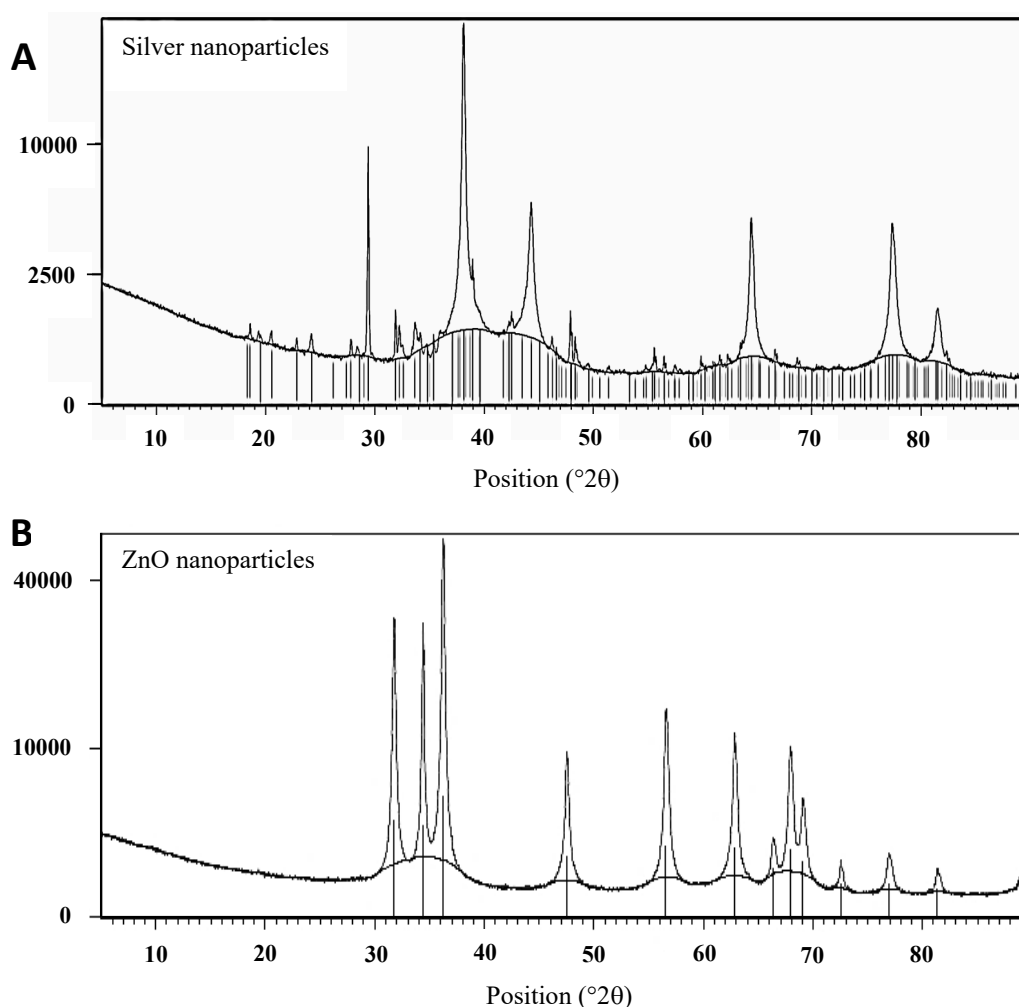 A
Silver nanoparticles
10000
2500
0
10 20 30 40 50 60 70 80
Position (°2θ)
B
ZnO nanoparticles
40000
10000
0
10 20 30 40 50 60 70 80
Position (°2θ)